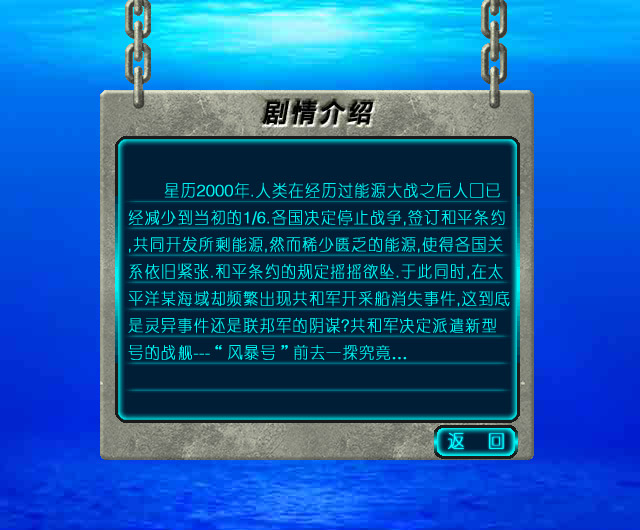 剧情介绍
星历2000年.人类在经历过能源大战之后人口已
经减少到当初的1/6.各国决定停止战争,签订和平条约
,共同开发所剩能源,然而稀少匮乏的能源,使得各国关
系依旧紧张.和平条约的规定摇摇欲坠.于此同时,在太
平洋某海域却频繁出现共和军开采船消失事件,这到底
是灵异事件还是联邦军的阴谋?共和军决定派遣新型
号的战舰---“风暴号”前去一探究竟...
返 回